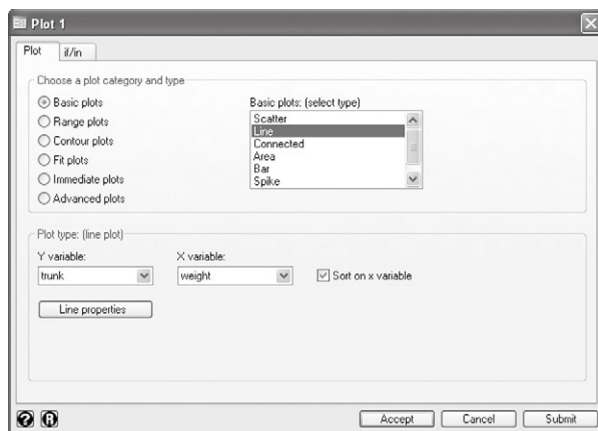 Plot 1
Plot if/in
Choose a plot category and type
Basic plots
Range plots
Contour plots
Fit plots
Immediate plots
Advanced plots
Basic plots: (select type)
Scatter
Line
Connected
Area
Bar
Spike
Plot type: (line plot)
Y variable: X variable:
trunk weight Sort on x variable
Line properties
? R Accept Cancel Submit